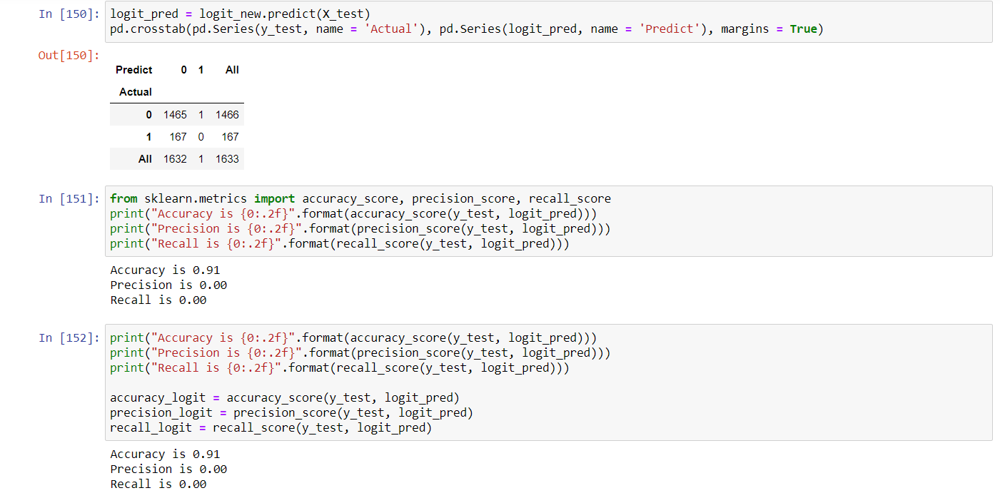 In [150]: logit_pred = logit_new.predict(X_test)
pd.crosstab(pd.Series(y_test, name = 'Actual'), pd.Series(logit_pred, name = 'Predict'), margins = True)
Out[150]:
Predict 0 1 All
Actual
0 1465 1 1466
1 167 0 167
All 1632 1 1633
In [151]: from sklearn.metrics import accuracy_score, precision_score, recall_score
print("Accuracy is {0:.2f}".format(accuracy_score(y_test, logit_pred)))
print("Precision is {0:.2f}".format(precision_score(y_test, logit_pred)))
print("Recall is {0:.2f}".format(recall_score(y_test, logit_pred)))
Accuracy is 0.91
Precision is 0.00
Recall is 0.00
In [152]: print("Accuracy is {0:.2f}".format(accuracy_score(y_test, logit_pred)))
print("Precision is {0:.2f}".format(precision_score(y_test, logit_pred)))
print("Recall is {0:.2f}".format(recall_score(y_test, logit_pred)))
accuracy_logit = accuracy_score(y_test, logit_pred)
precision_logit = precision_score(y_test, logit_pred)
recall_logit = recall_score(y_test, logit_pred)
Accuracy is 0.91
Precision is 0.00
Recall is 0.00